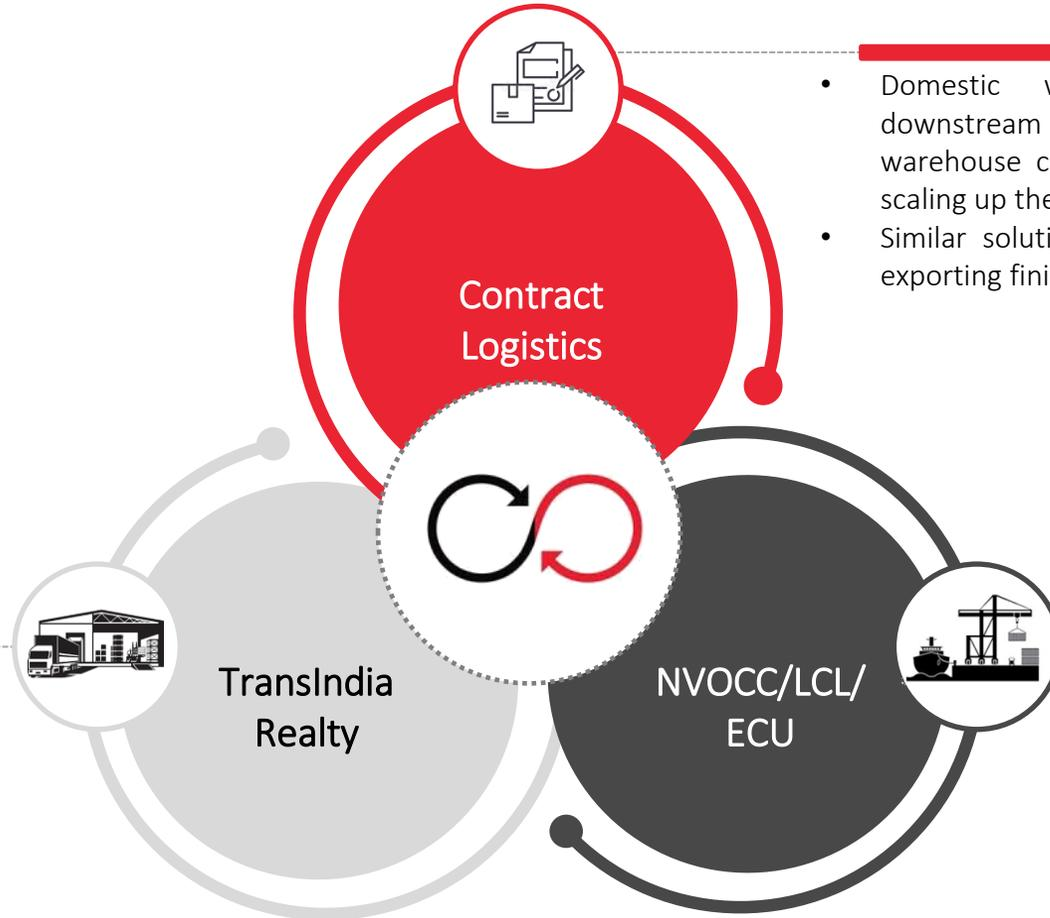 • Domestic
downstream
warehouse
scaling up the
• Similar
exporting
Contract
Logistics
TransIndia
Realty
NVOCC/LCL/
ECU